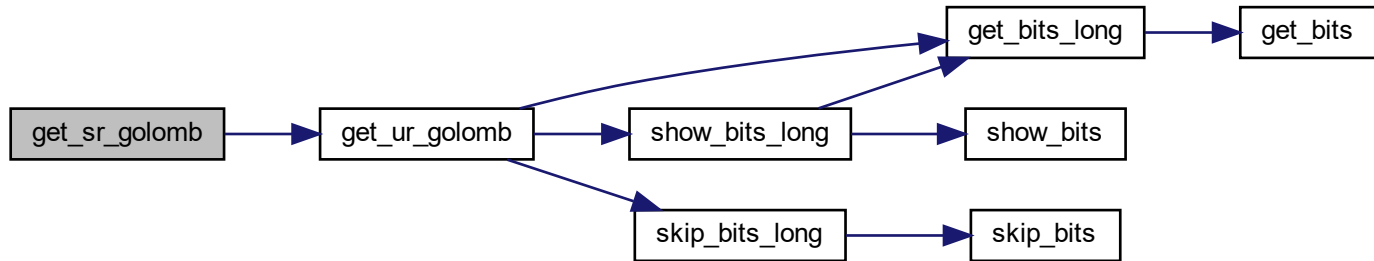 get_bits_long
get_bits
get_sr_golomb
get_ur_golomb
show_bits_long
show_bits
skip_bits_long
skip_bits